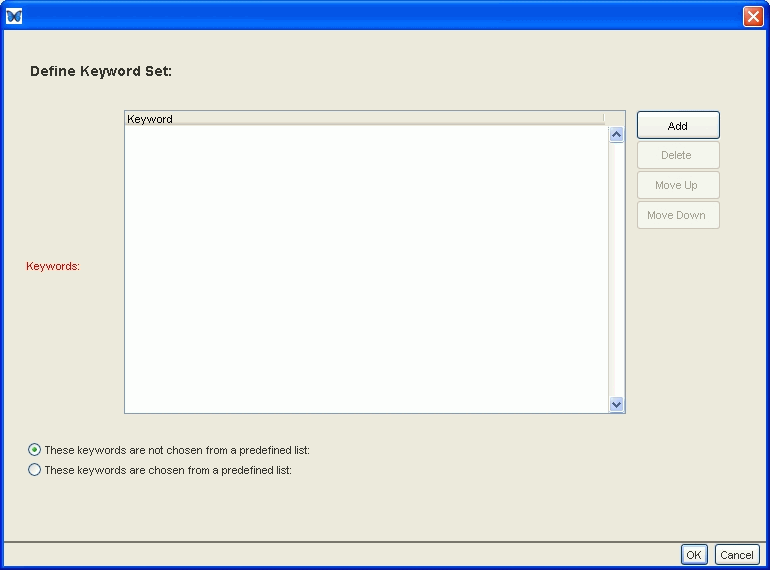 Define Keyword Set:
Keyword
Add
Delete
Move Up
Move Down
Keywords:
These keywords are not chosen from a predefined list:
These keywords are chosen from a predefined list:
OK
Cancel